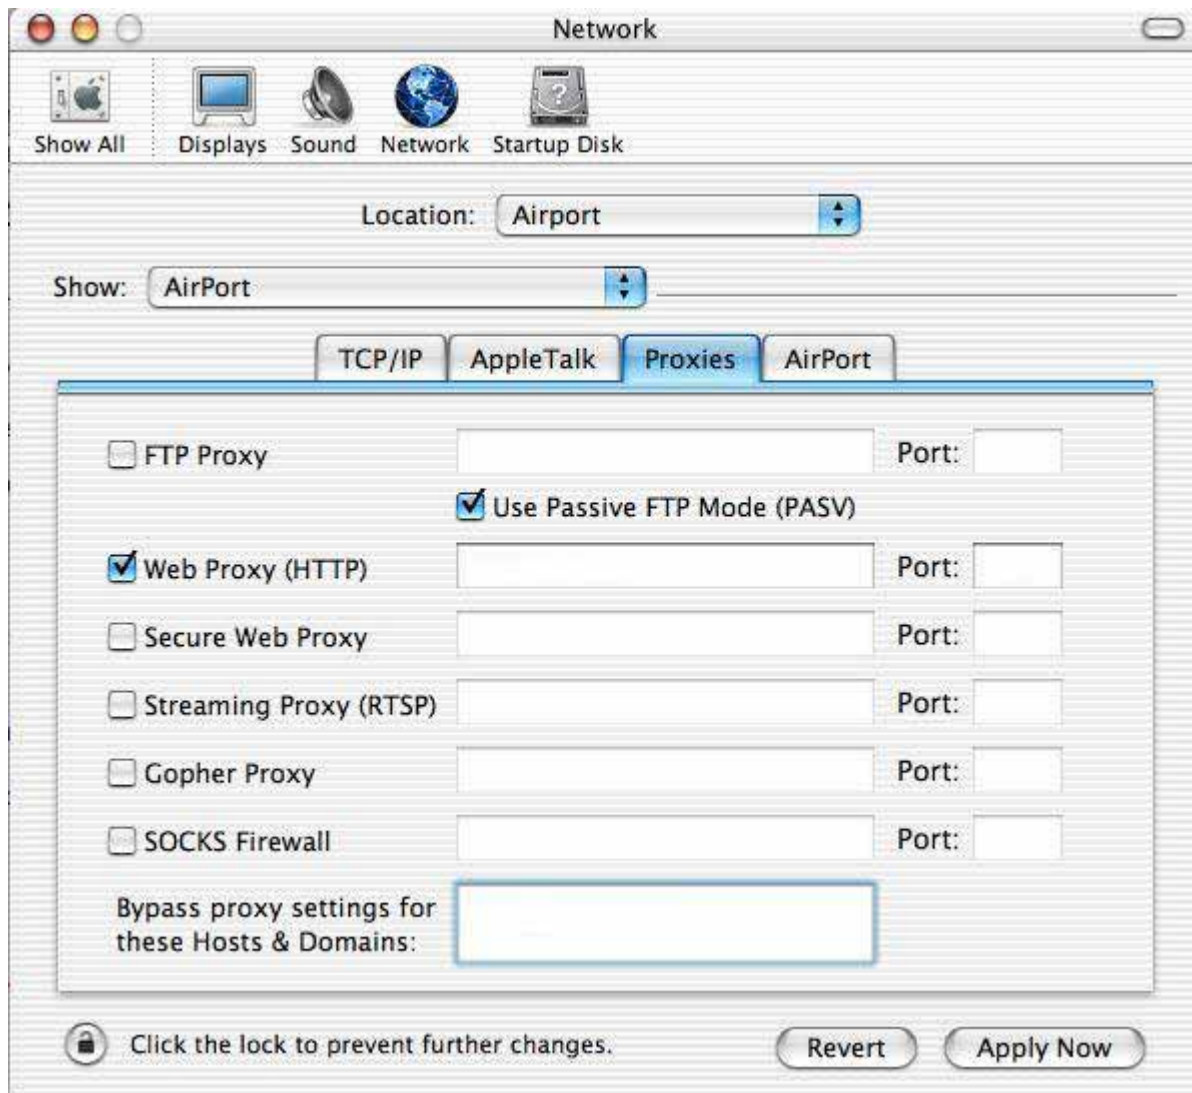 Network
Show All Displays Sound Network Startup Disk
Location: Airport
Show: AirPort
TCP/IP AppleTalk Proxies AirPort
FTP Proxy Port:
Use Passive FTP Mode (PASV)
Web Proxy (HTTP) Port:
Secure Web Proxy Port:
Streaming Proxy (RTSP) Port:
Gopher Proxy Port:
SOCKS Firewall Port:
Bypass proxy settings for
these Hosts & Domains:
Click the lock to prevent further changes. Revert Apply Now